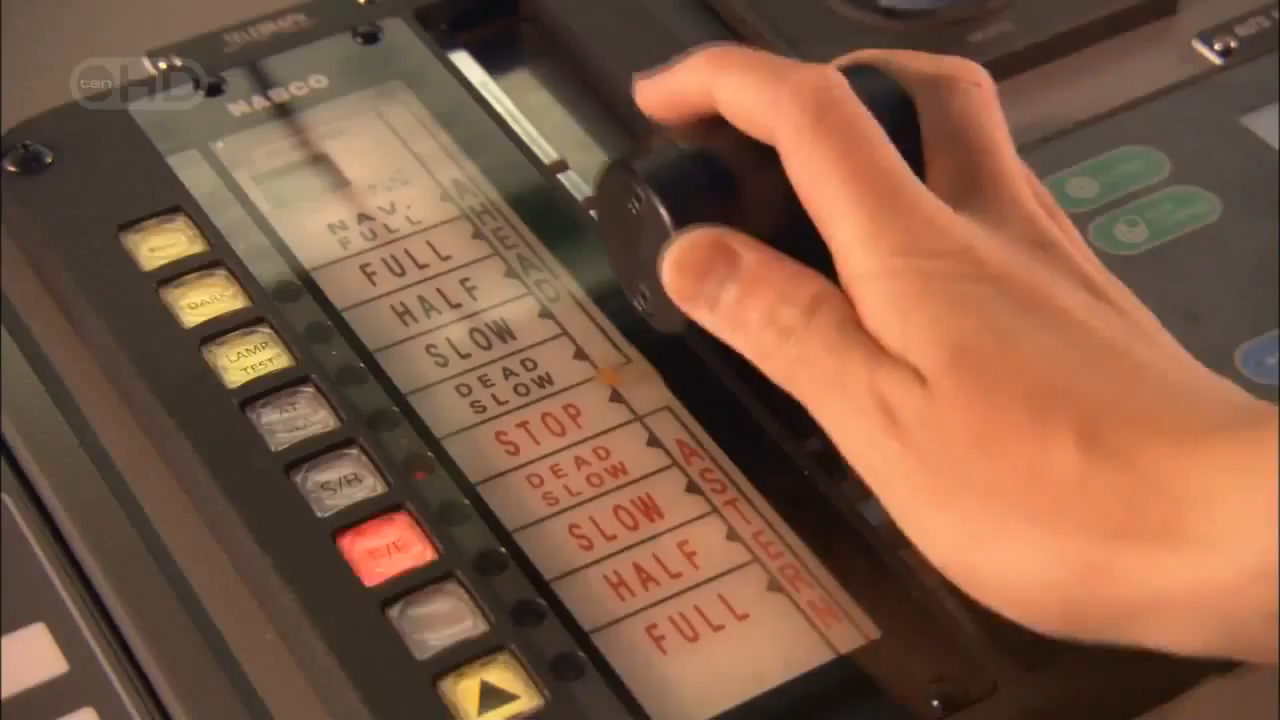 ten HD
NABCO
NAV.
FULL
FULL
HALF
SLOW
DEAD
SLOW
STOP
DEAD
SLOW
SLOW
HALF
FULL
AHEAD
ASTERN
DARK
LAMP
TEST
S/B